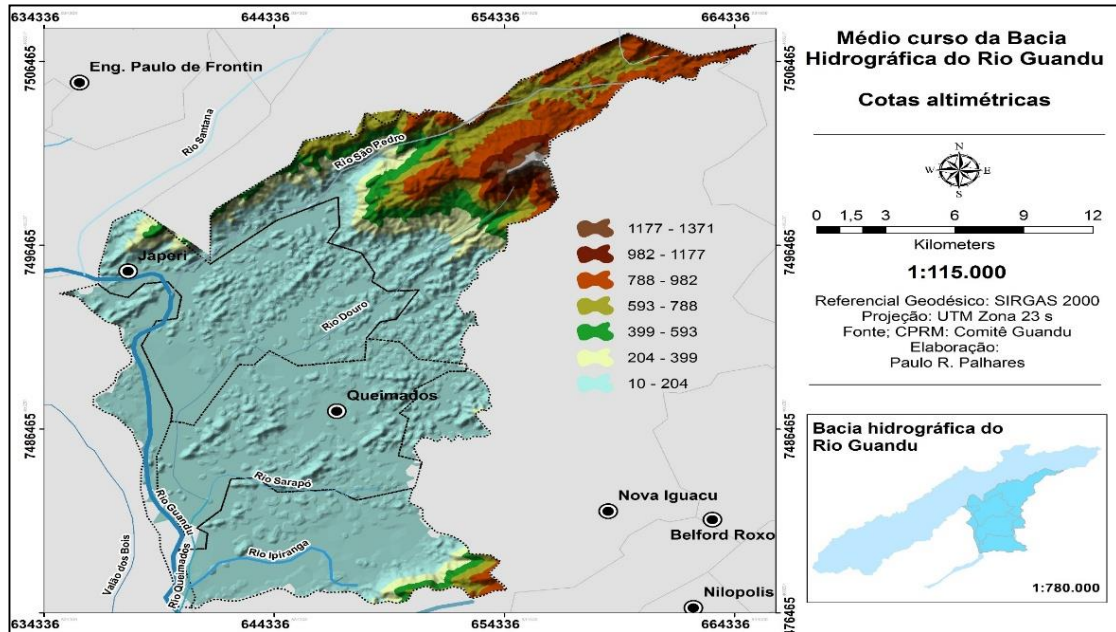 634336
644336
654336
664336
7506465
7496465
7486465
476465
7506465
7496465
7486465
7476465
634336
644336
654336
664336
Eng. Paulo de Frontin
Rio Santana
Rio São Pedro
Japeri
Rio Douro
Queimados
Rio Sarapó
Rio Guandu
Rio Queimados
Rio Ipiranga
Valão dos Bois
Nova Iguacu
Belford Roxo
Nilopolis
1177 - 1371
982 - 1177
788 - 982
593 - 788
399 - 593
204 - 399
10 - 204
Médio curso da Bacia
Hidrográfica do Rio Guandu
Cotas altimétricas
N
W E
S
0 1,5 3 6 9 12
Kilometers
1:115.000
Referencial Geodésico: SIRGAS 2000
Projeção: UTM Zona 23 s
Fonte; CPRM: Comitê Guandu
Elaboração:
Paulo R. Palhares
Bacia hidrográfica do
Rio Guandu
1:780.000